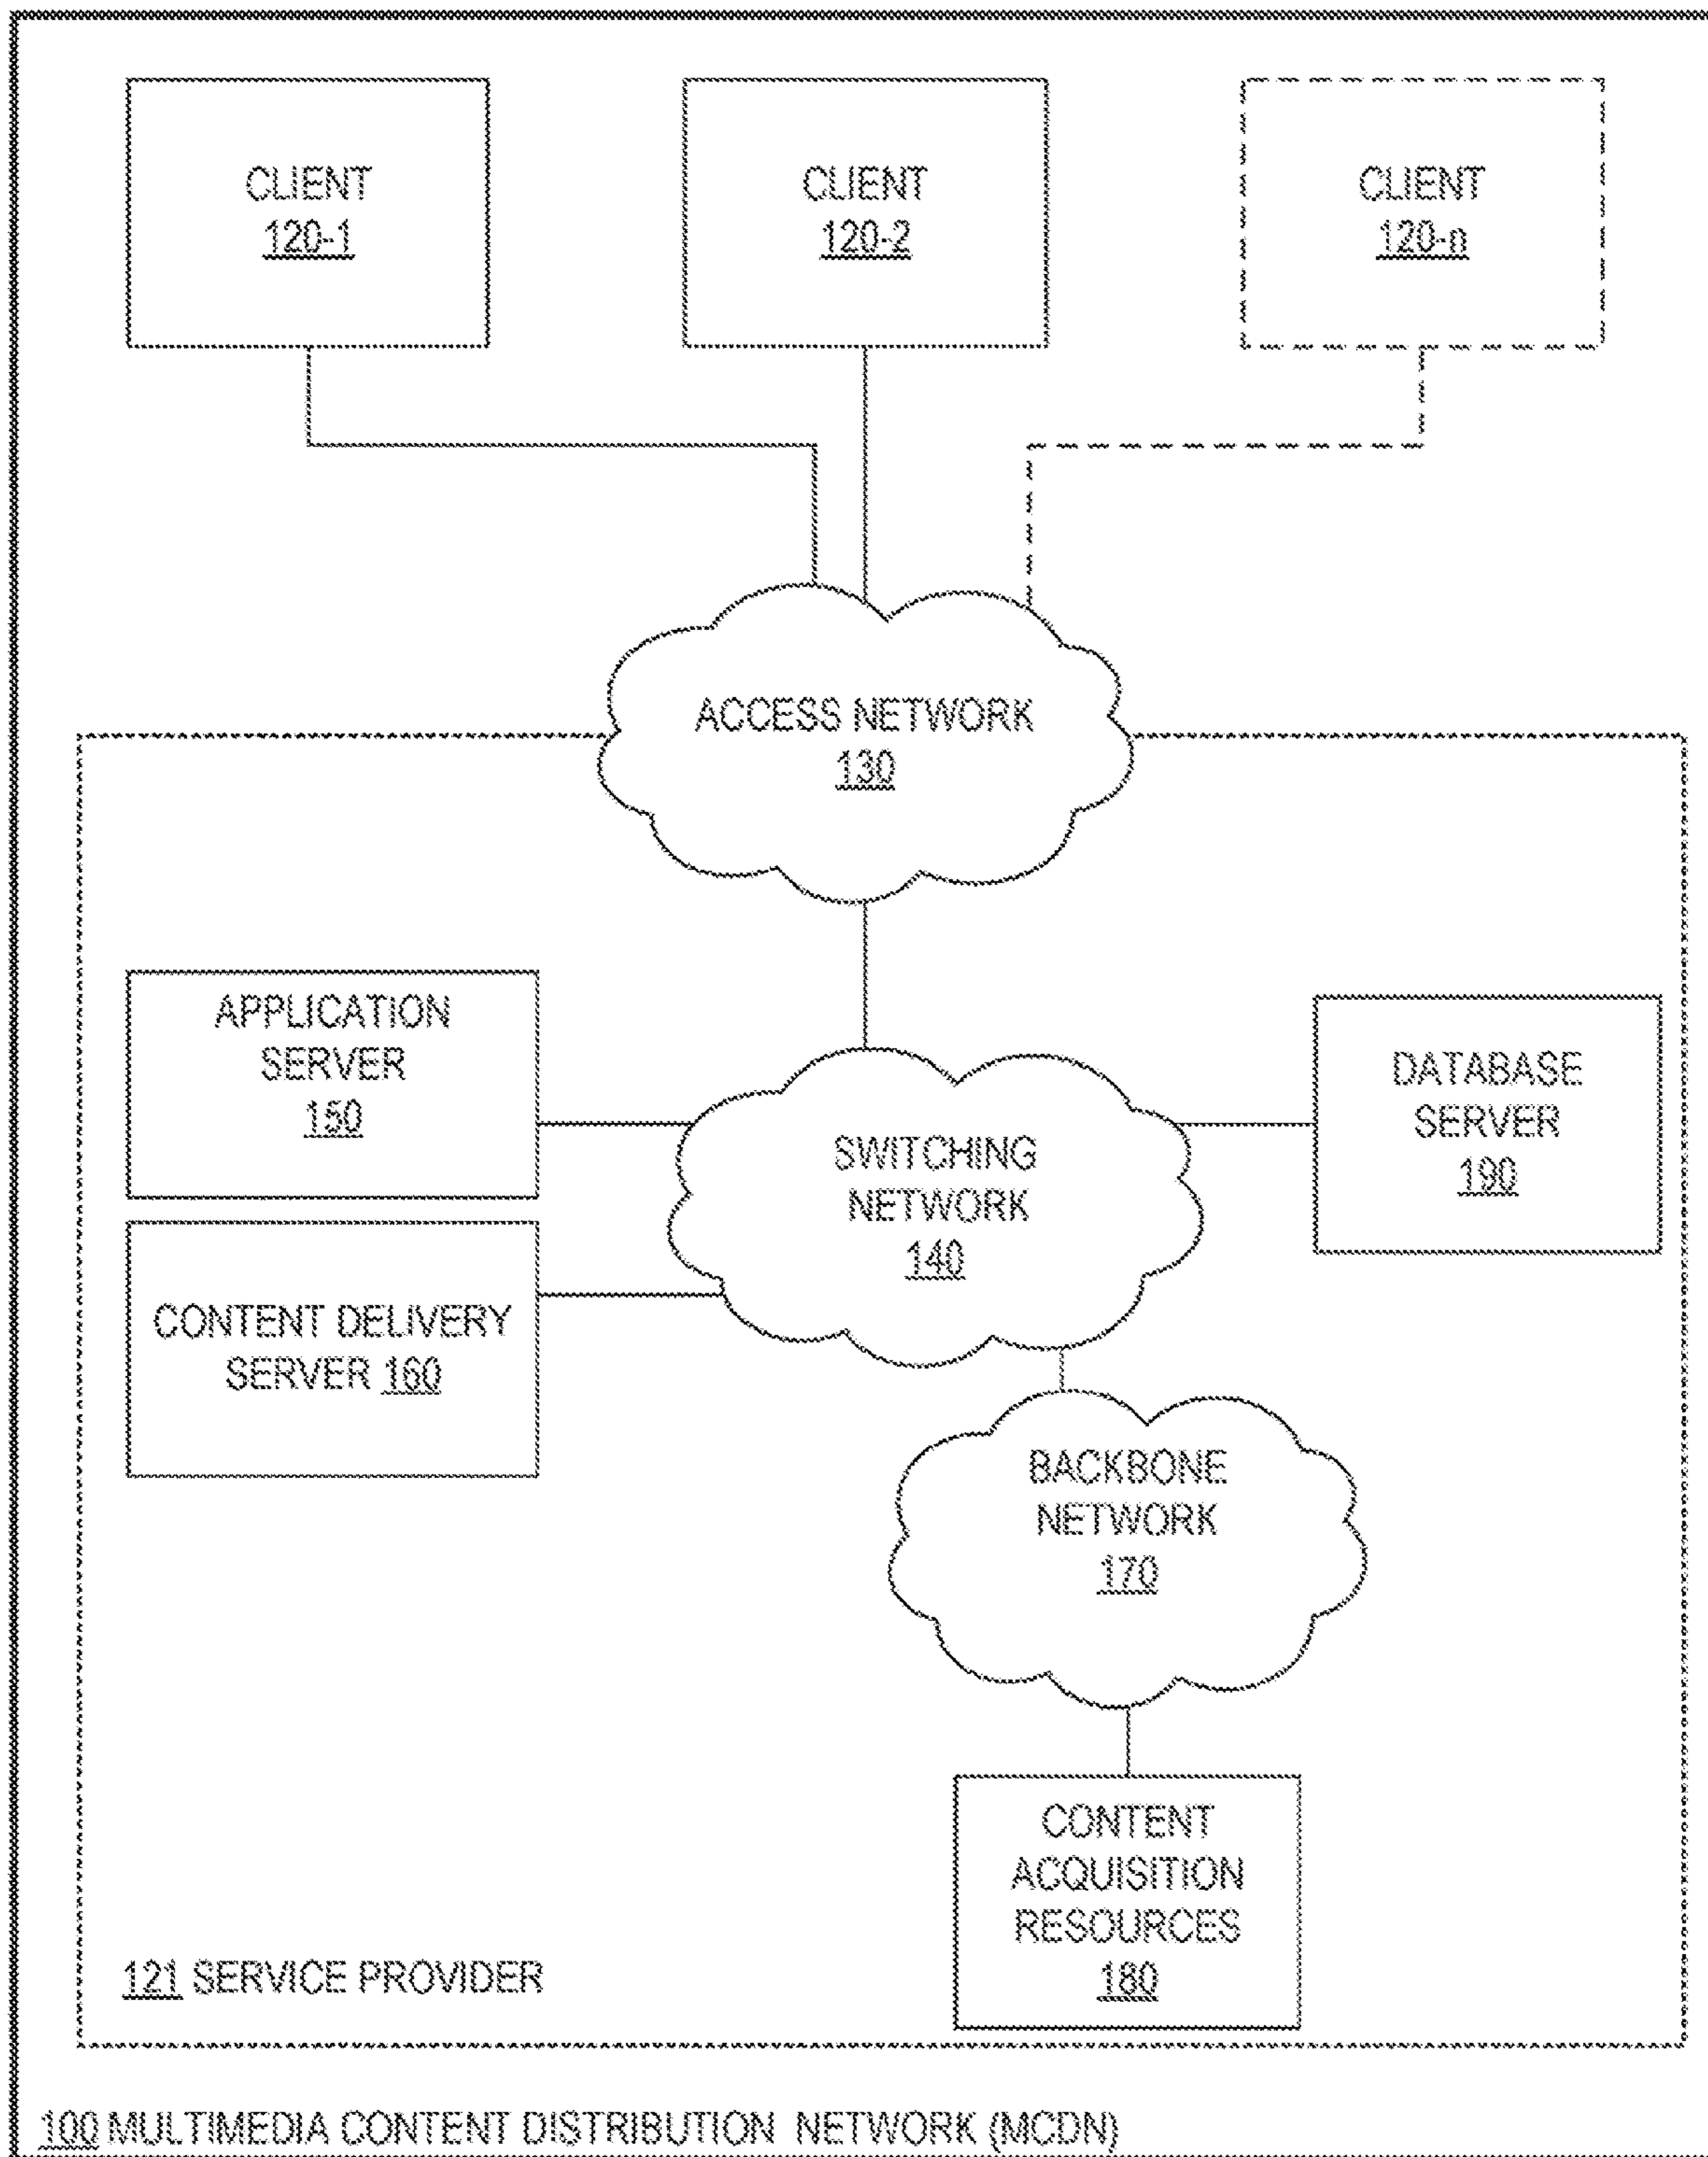 CLIENT
120-1
CLIENT
120-2
CLIENT
120-n
ACCESS NETWORK
130
APPLICATION
SERVER
150
DATABASE
SERVER
190
SWITCHING
NETWORK
140
CONTENT DELIVERY
SERVER 160
BACKBONE
NETWORK
170
CONTENT
ACQUISITION
RESOURCES
180
121 SERVICE PROVIDER
100 MULTIMEDIA CONTENT DISTRIBUTION NETWORK (MCDN)